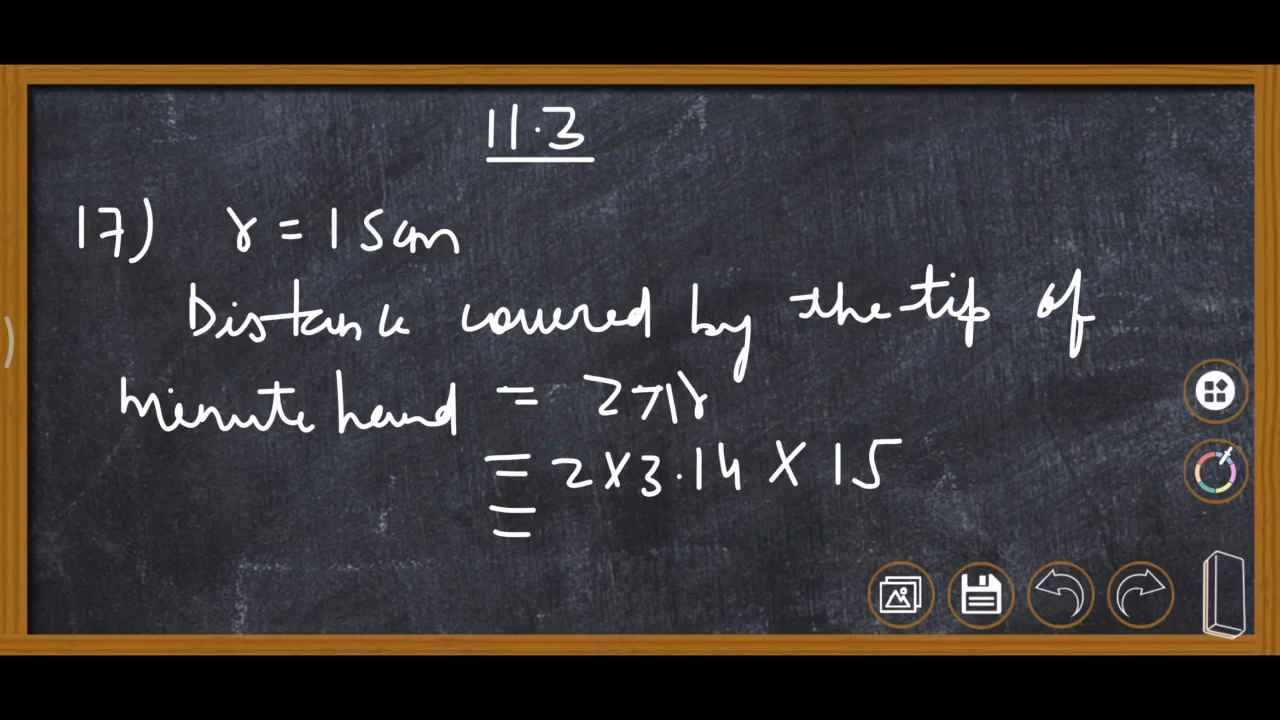 11.3
17) r = 15cm
Distance covered by the tip of
minute hand = 2πr
= 2 × 3.14 × 15
=